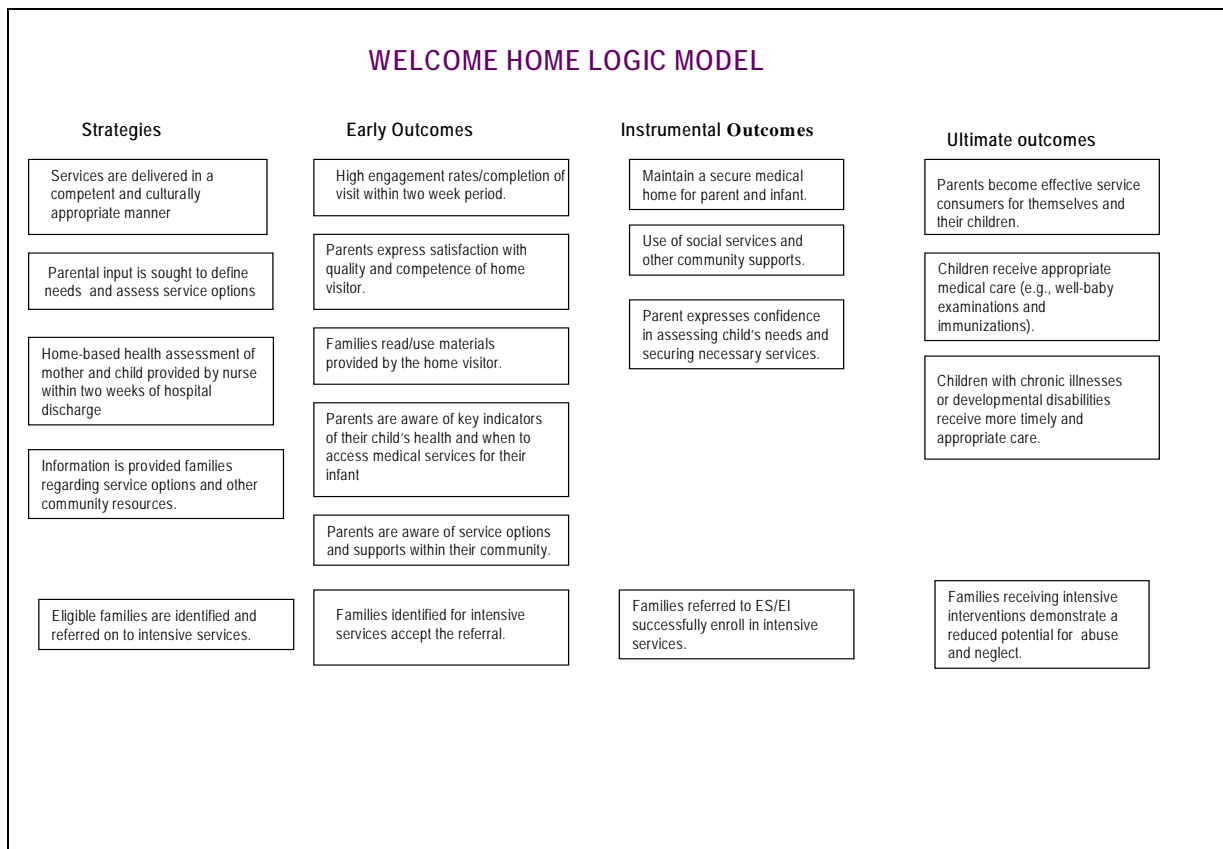 WELCOME HOME LOGIC MODEL
Strategies
Services are delivered in a
competent and culturally
appropriate manner
Parental input is sought to define
needs and assess service options
Home-based health assessment of
mother and child provided by nurse
within two weeks of hospital
discharge
Information is provided families
regarding service options and other
community resources.
Eligible families are identified and
referred on to intensive services.
Early Outcomes
High engagement rates/completion of
visit within two week period.
Parents express satisfaction with
quality and competence of home
visitor.
Families read/use materials
provided by the home visitor.
Parents are aware of key indicators
of their child's health and when to
access medical services for their
infant
Parents are aware of service options
and supports within their community.
Families identified for intensive
services accept the referral.
Instrumental Outcomes
Maintain a secure medical
home for parent and infant.
Use of social services and
other community supports.
Parent expresses confidence
in assessing child's needs and
securing necessary services.
Families referred to ES/EI
successfully enroll in intensive
services.
Ultimate outcomes
Parents become effective service
consumers for themselves and
their children.
Children receive appropriate
medical care (e.g., well-baby
examinations and
immunizations).
Children with chronic illnesses
or developmental disabilities
receive more timely and
appropriate care.
Families receiving intensive
interventions demonstrate a
reduced potential for abuse
and neglect.